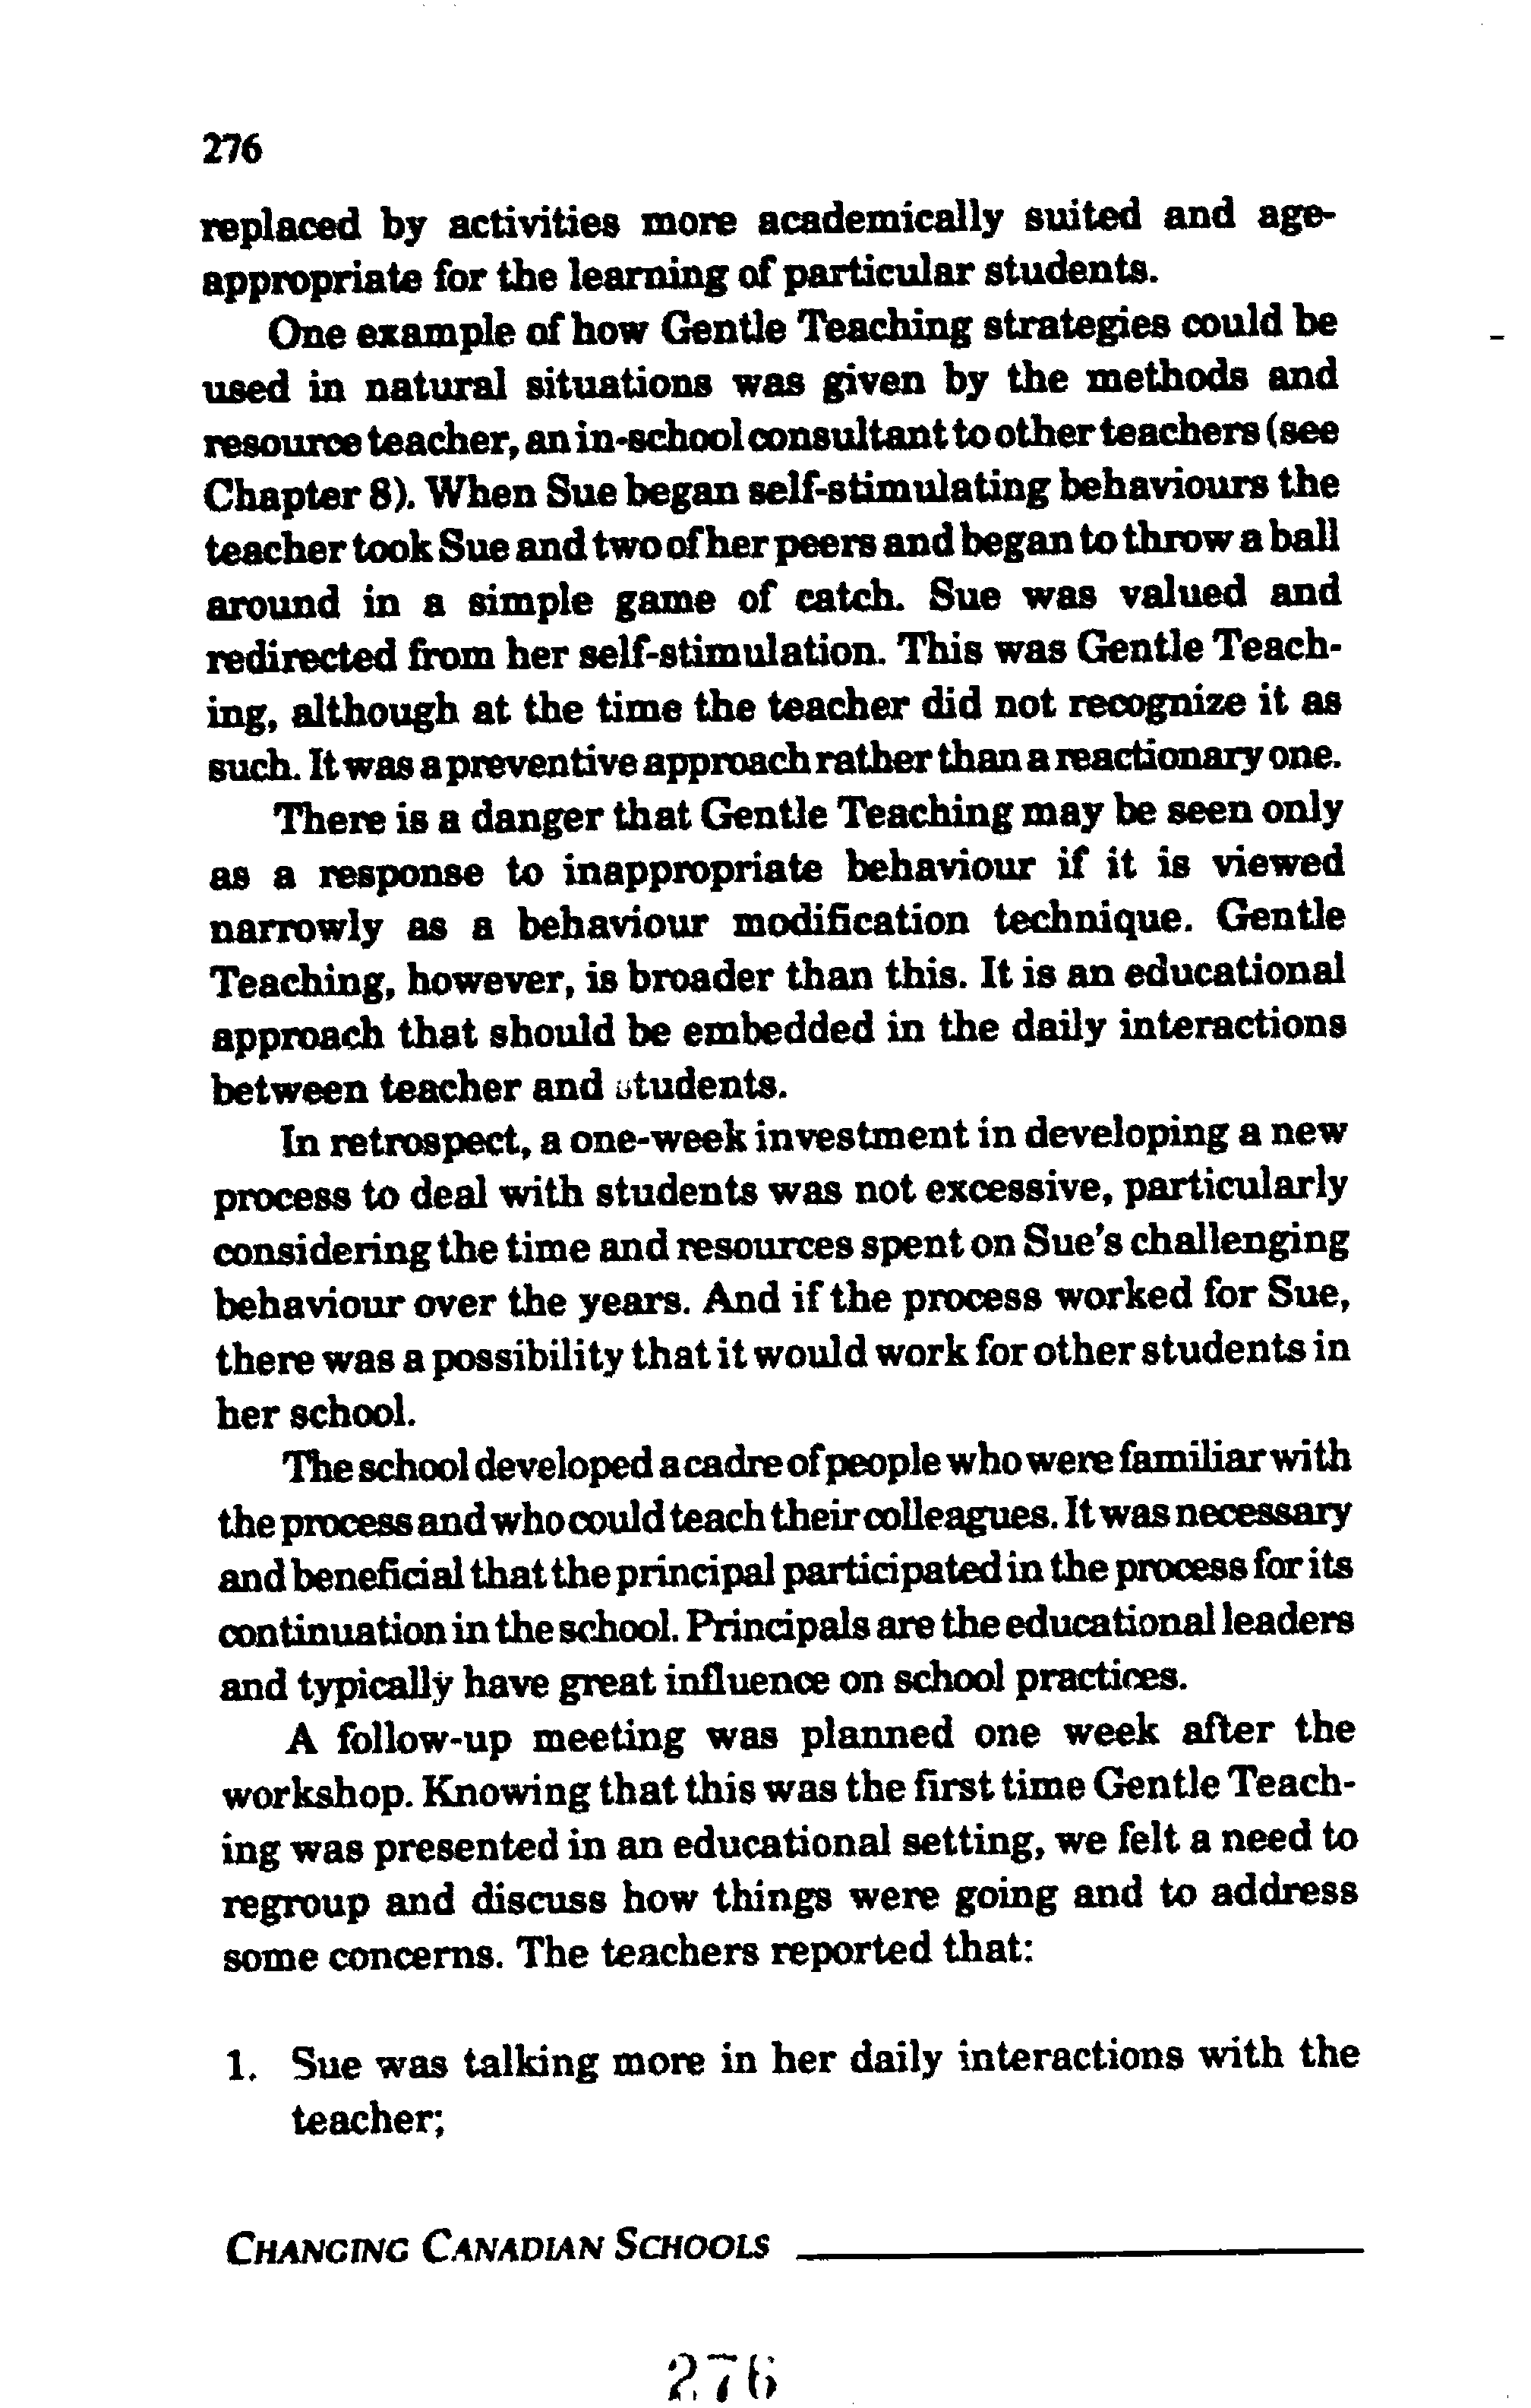 276
replaced by activities more academically suited and age-
appropriate for the learning of particular students.
One example of how Gentle Teaching strategies could be
used in natural situations was given by the methods and
resource teacher, an in-school consultant to other teachers (see
Chapter 8). When Sue began self-stimulating behaviours the
teacher took Sue and two of her peers and began to throw a ball
around in a simple game of catch. Sue was valued and
redirected from her self-stimulation. This was Gentle Teach-
ing, although at the time the teacher did not recognize it as
such. It was a preventive approach rather than a reactionary one.
There is a danger that Gentle Teaching may be seen only
as a response to inappropriate behaviour if it is viewed
narrowly as a behaviour modification technique. Gentle
Teaching, however, is broader than this. It is an educational
approach that should be embedded in the daily interactions
between teacher and students.
In retrospect, a one-week investment in developing a new
process to deal with students was not excessive, particularly
considering the time and resources spent on Sue's challenging
behaviour over the years. And if the process worked for Sue,
there was a possibility that it would work for other students in
her school.
The school developed a cadre of people who were familiar with
the process and who could teach their colleagues. It was necessary
and beneficial that the principal participated in the process for its
continuation in the school. Principals are the educational leaders
and typically have great influence on school practices.
A follow-up meeting was planned one week after the
workshop. Knowing that this was the first time Gentle Teach-
ing was presented in an educational setting, we felt a need to
regroup and discuss how things were going and to address
some concerns. The teachers reported that:
1. Sue was talking more in her daily interactions with the
teacher;
CHANGING CANADIAN SCHOOLS
276